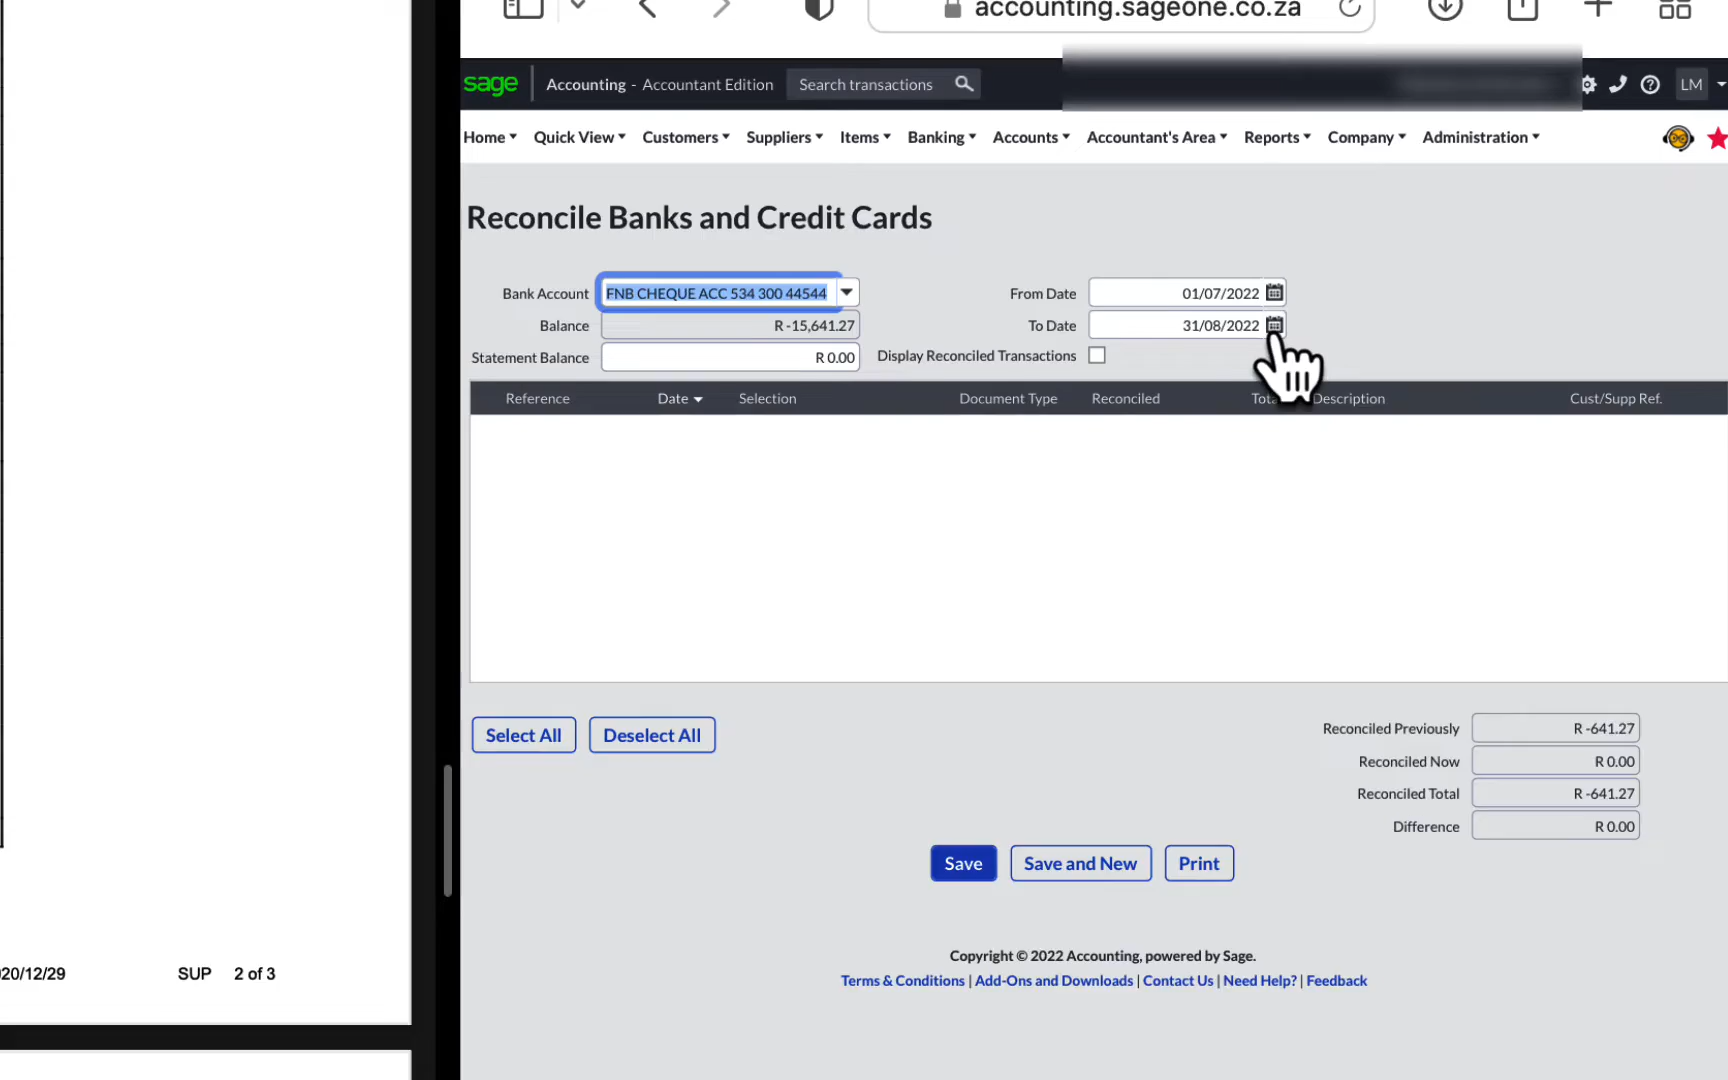 accounting.sageone.co.za
sage Accounting - Accountant Edition Search transactions LM
Home Quick View Customers Suppliers Items Banking Accounts Accountant's Area Reports Company Administration
Reconcile Banks and Credit Cards
Bank Account FNB CHEQUE ACC 534 300 44544 From Date 01/07/2022
Balance R -15,641.27 To Date 31/08/2022
Statement Balance R 0.00 Display Reconciled Transactions
Reference Date Selection Document Type Reconciled Description Cust/Supp Ref.
Select All Deselect All
Reconciled Previously R -641.27
Reconciled Now R 0.00
Reconciled Total R -641.27
Difference R 0.00
Save Save and New Print
Copyright © 2022 Accounting, powered by Sage.
Terms & Conditions | Add-Ons and Downloads | Contact Us | Need Help? | Feedback
20/12/29 SUP 2 of 3